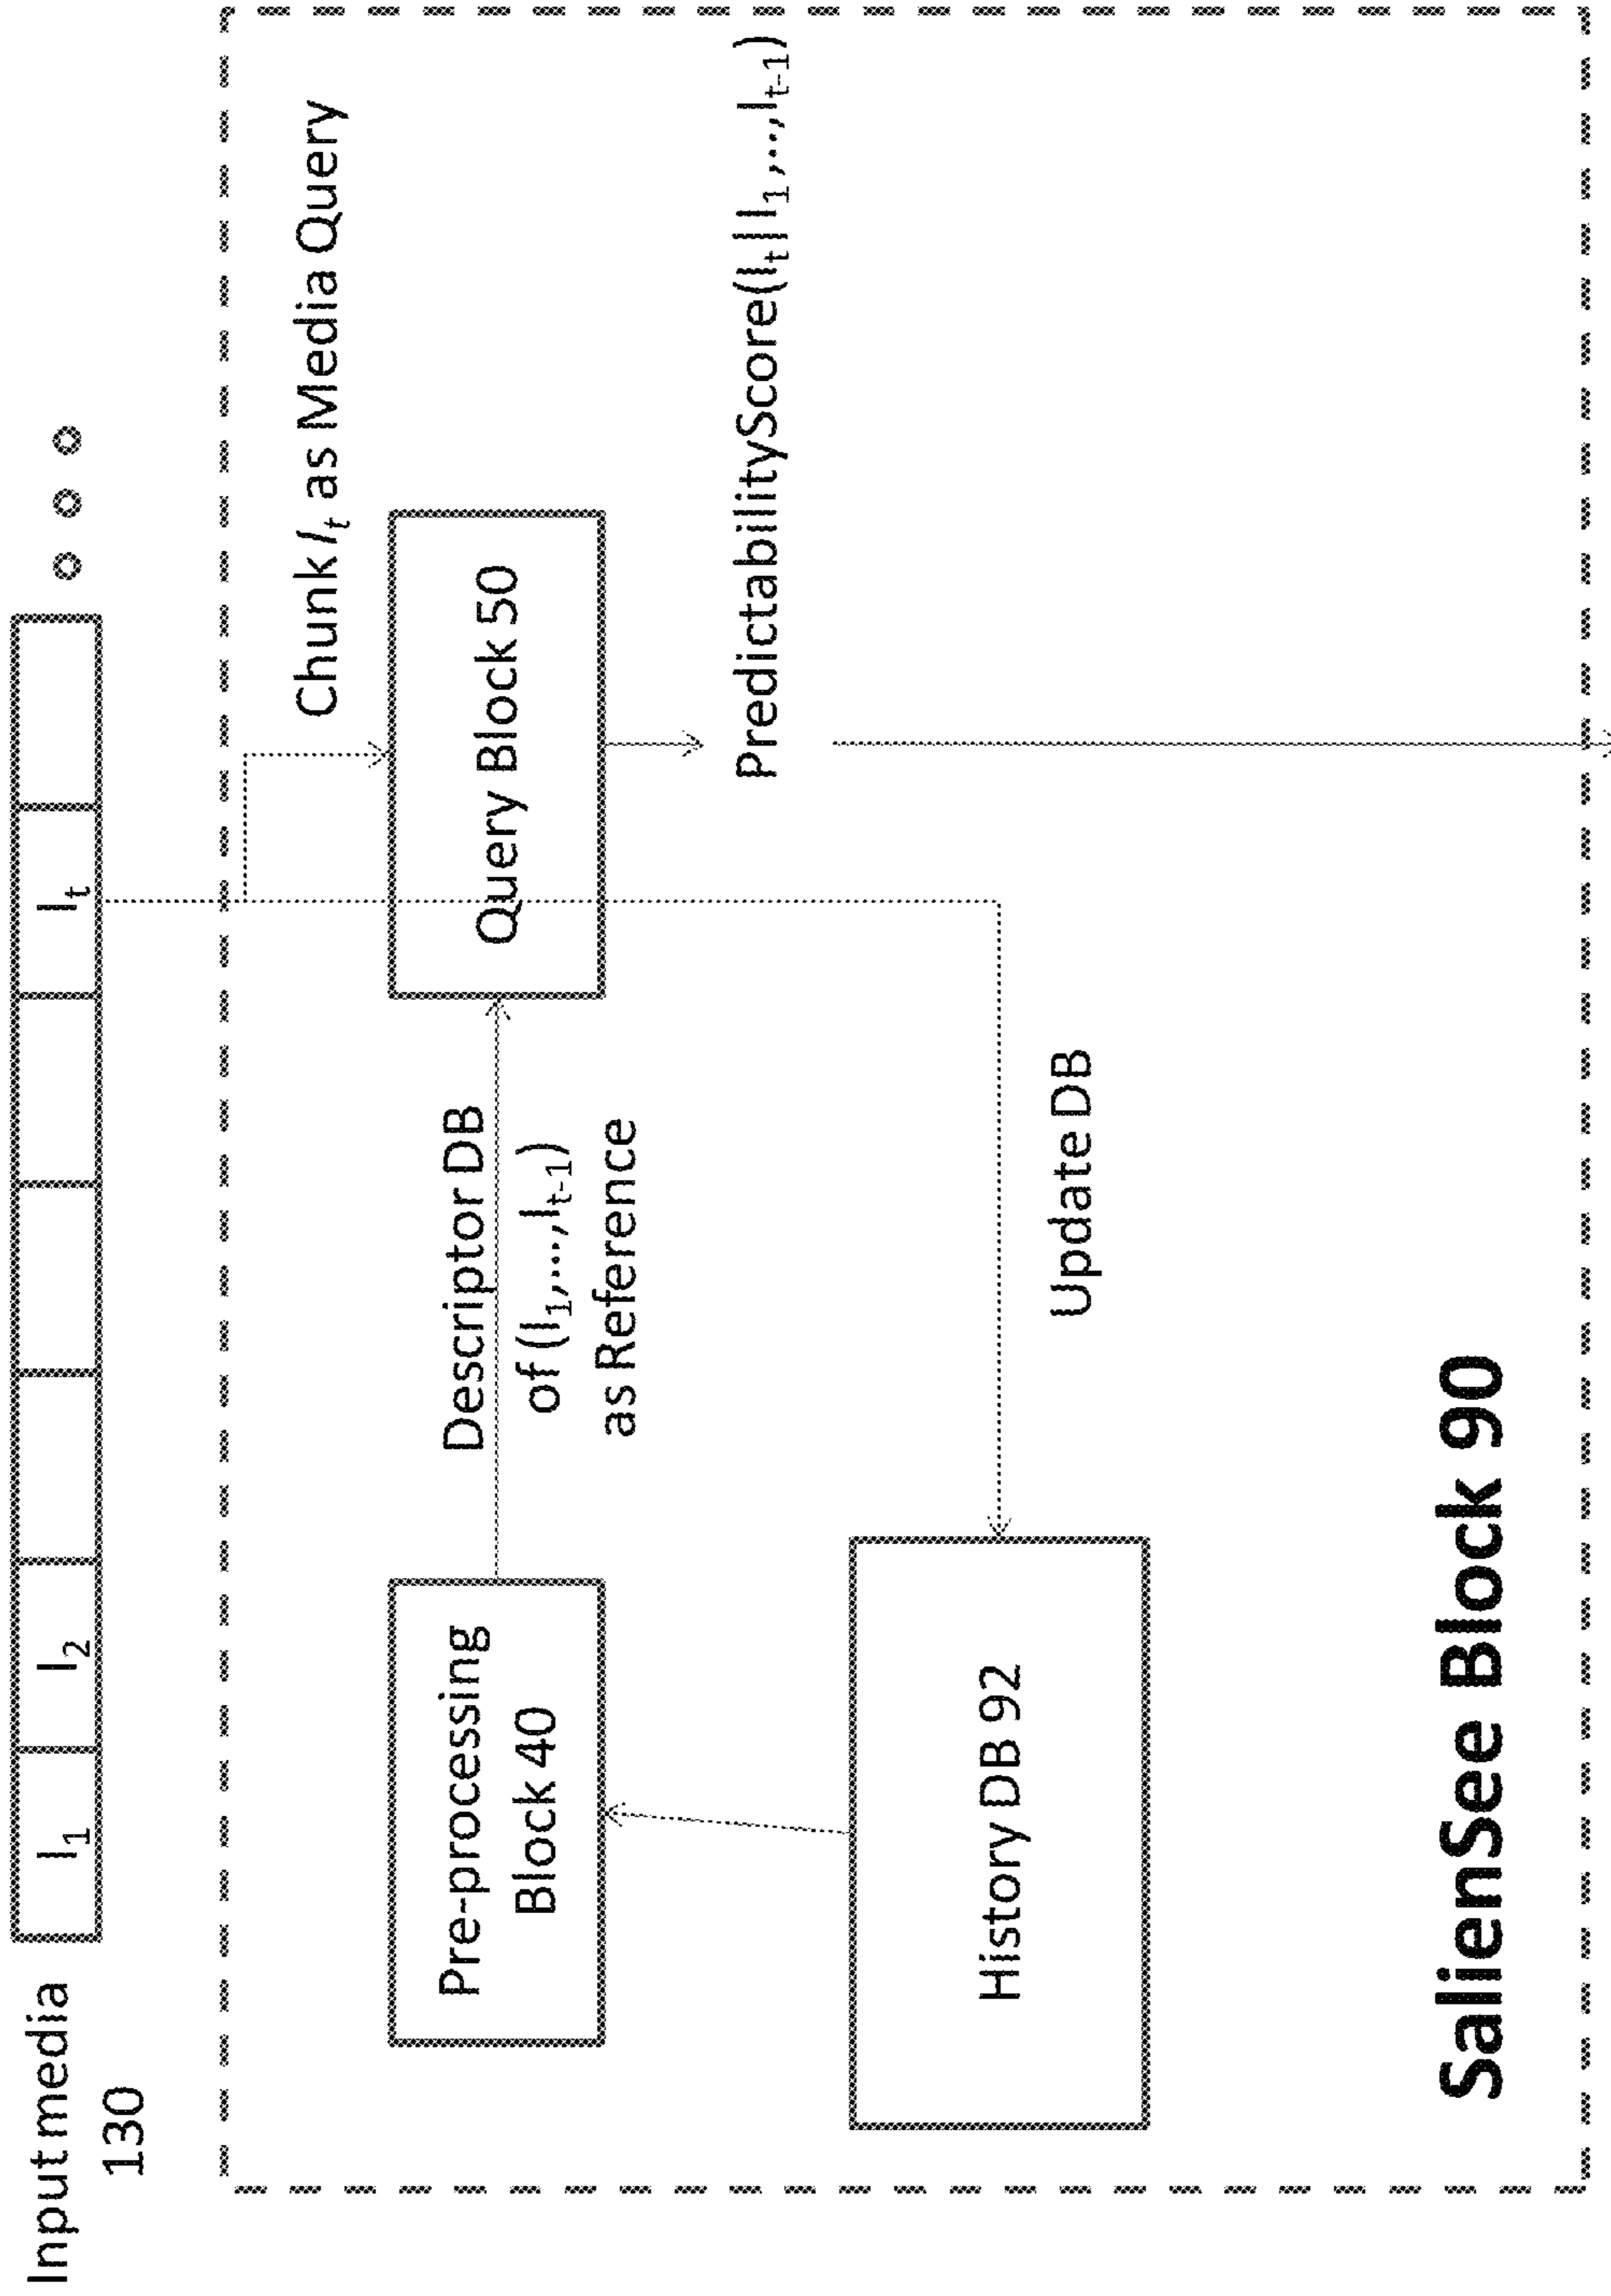 Input media
130
I₁ I₂ Iₜ
Chunk Iₜ as Media Query
Pre-processing
Block 40
Descriptor DB
of (I₁,...,Iₜ₋₁)
as Reference
Query Block 50
PredictabilityScore(Iₜ|I₁,...,Iₜ₋₁)
History DB 92
Update DB
SalienSee Block 90